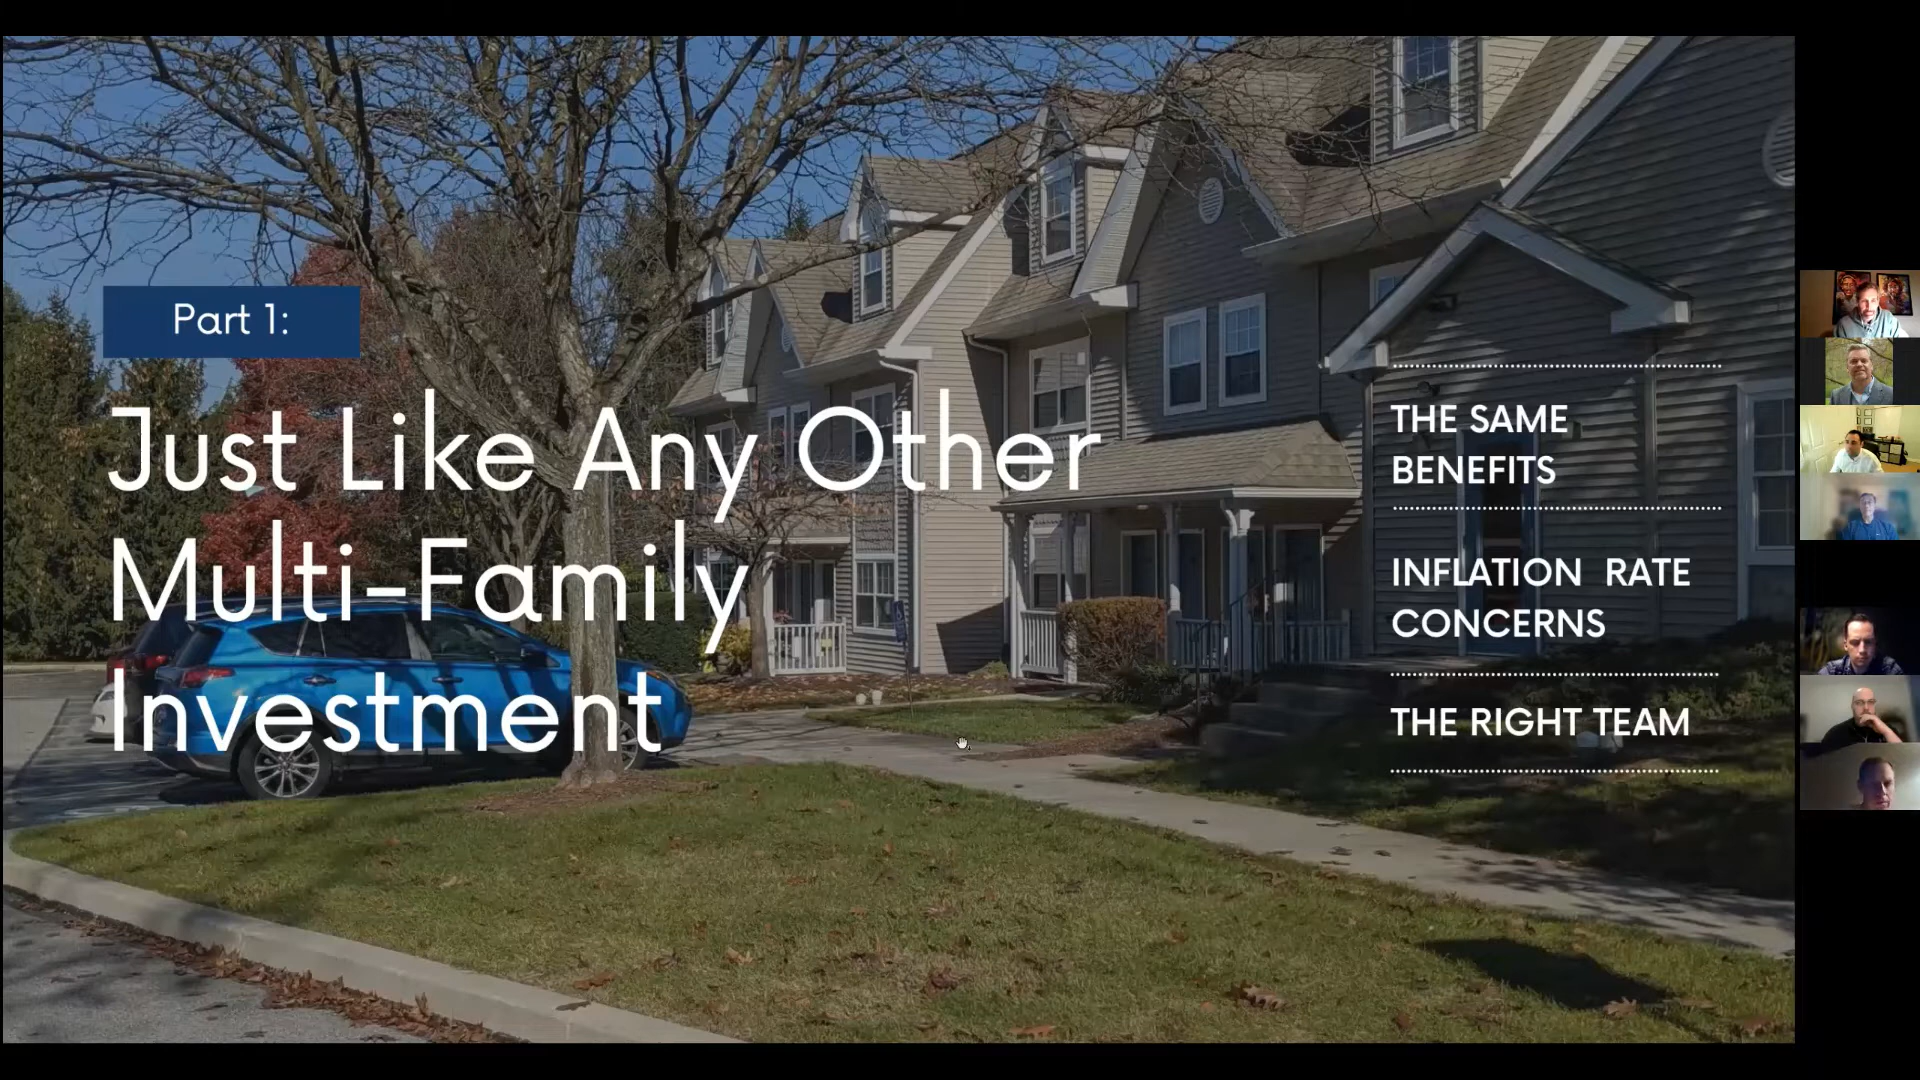 Part 1:
Just Like Any Other
Multi-Family
Investment
THE SAME
BENEFITS
INFLATION RATE
CONCERNS
THE RIGHT TEAM